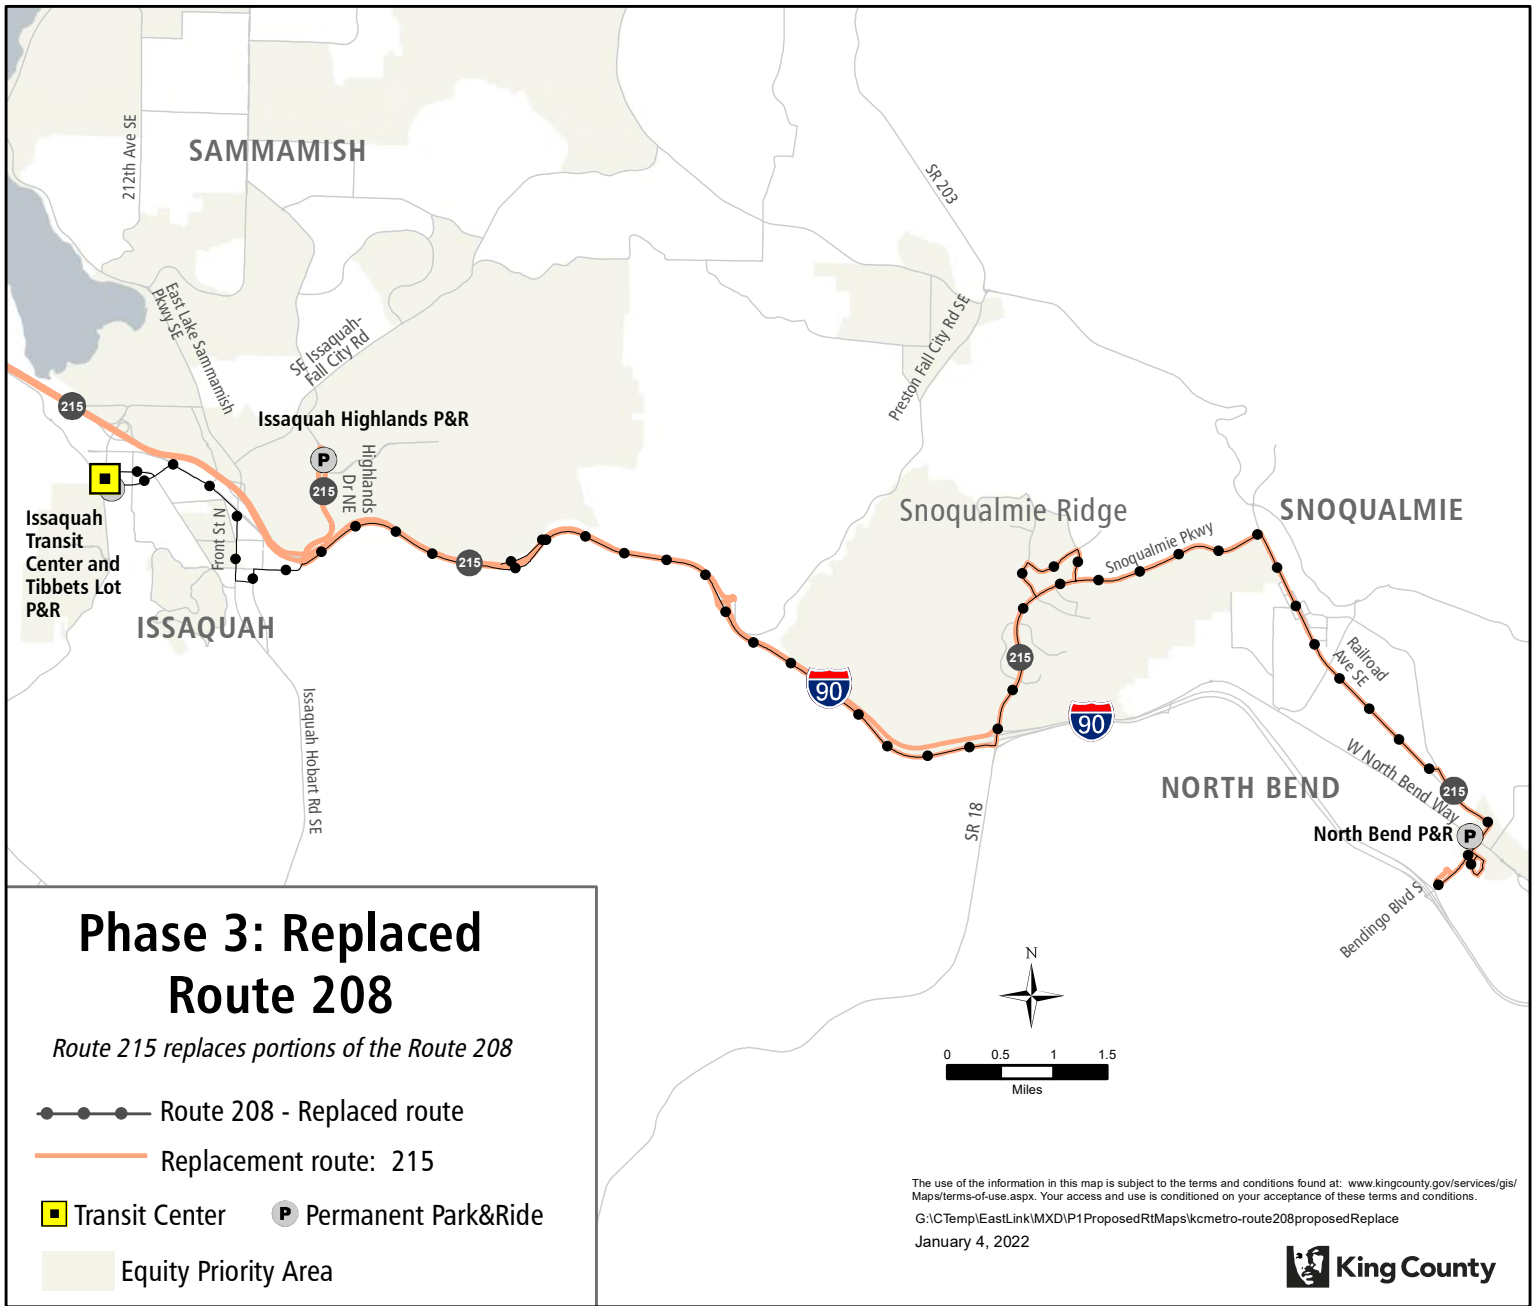 SAMMAMISH
212th Ave SE
SR 203
East Lake Sammamish
Pkwy SE
SE Issaquah-
Fall City Rd
Preston Fall City Rd SE
215
Issaquah Highlands P&R
P
215
Highlands
Dr NE
Issaquah
Transit
Center and
Tibbets Lot
P&R
Front St N
ISSAQUAH
215
Snoqualmie Ridge
SNOQUALMIE
Snoqualmie Pkwy
215
90
90
Railroad
Ave SE
Issaquah Hobart Rd SE
NORTH BEND
W North Bend Way
215
North Bend P&R
P
SR 18
Bendingo Blvd S
Phase 3: Replaced
Route 208
Route 215 replaces portions of the Route 208
Route 208 - Replaced route
Replacement route: 215
Transit Center
P Permanent Park&Ride
Equity Priority Area
N
0 0.5 1 1.5
Miles
The use of the information in this map is subject to the terms and conditions found at: www.kingcounty.gov/services/gis/
Maps/terms-of-use.aspx. Your access and use is conditioned on your acceptance of these terms and conditions.
G:\CTemp\EastLink\MXD\P1ProposedRtMaps\kcmetro-route208proposedReplace
January 4, 2022
King County